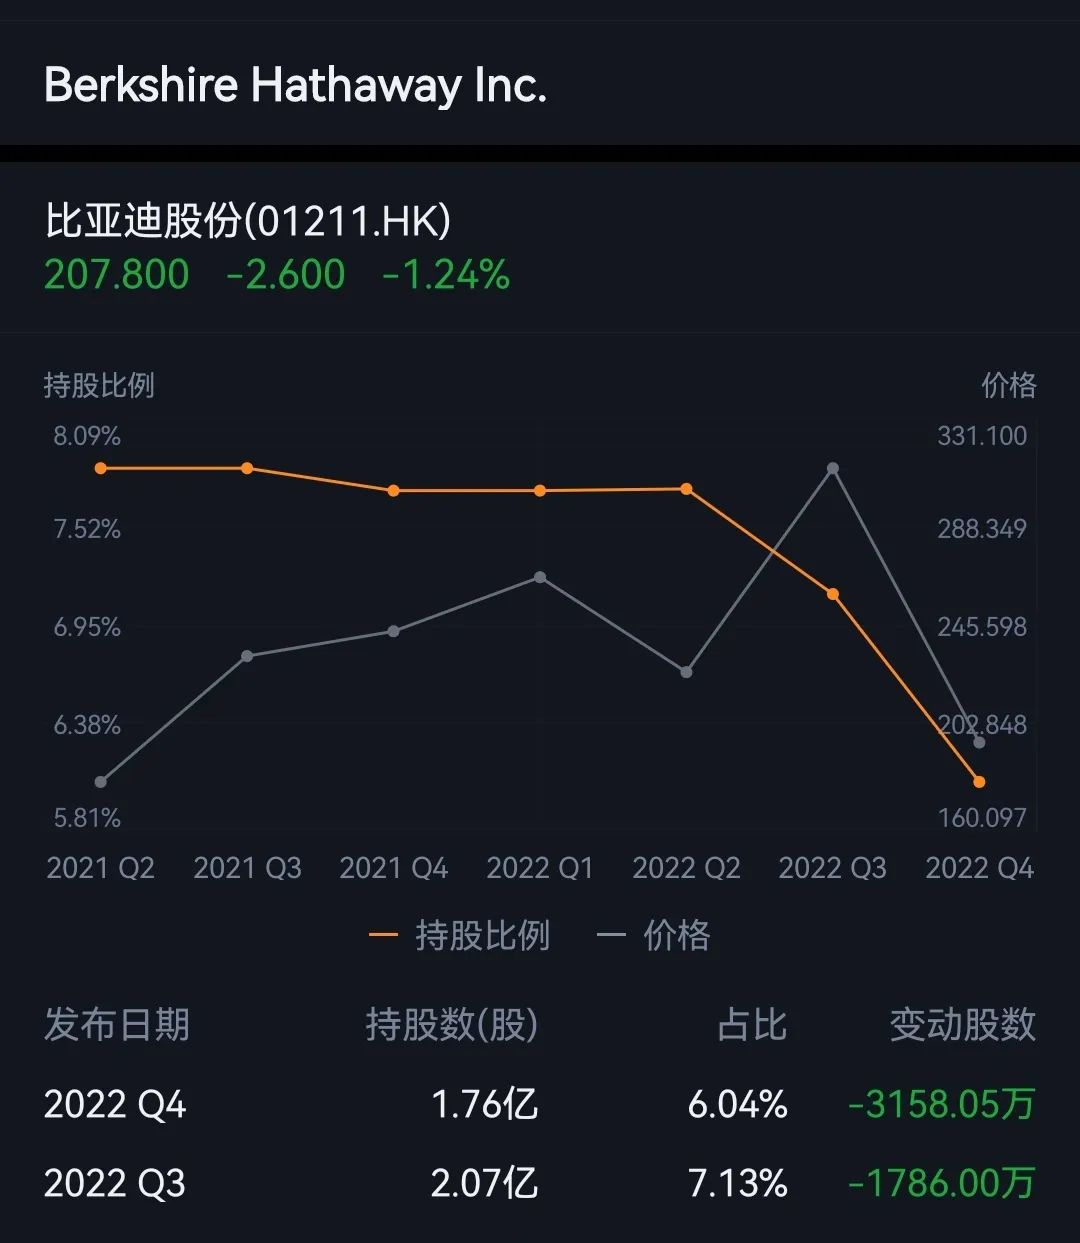 Berkshire Hathaway Inc.
比亚迪股份(01211.HK)
207.800 -2.600 -1.24%
持股比例 价格
8.09% 331.100
7.52% 288.349
6.95% 245.598
6.38% 202.848
5.81% 160.097
2021 Q2 2021 Q3 2021 Q4 2022 Q1 2022 Q2 2022 Q3 2022 Q4
持股比例 价格
发布日期 持股数(股) 占比 变动股数
2022 Q4 1.76亿 6.04% -3158.05万
2022 Q3 2.07亿 7.13% -1786.00万